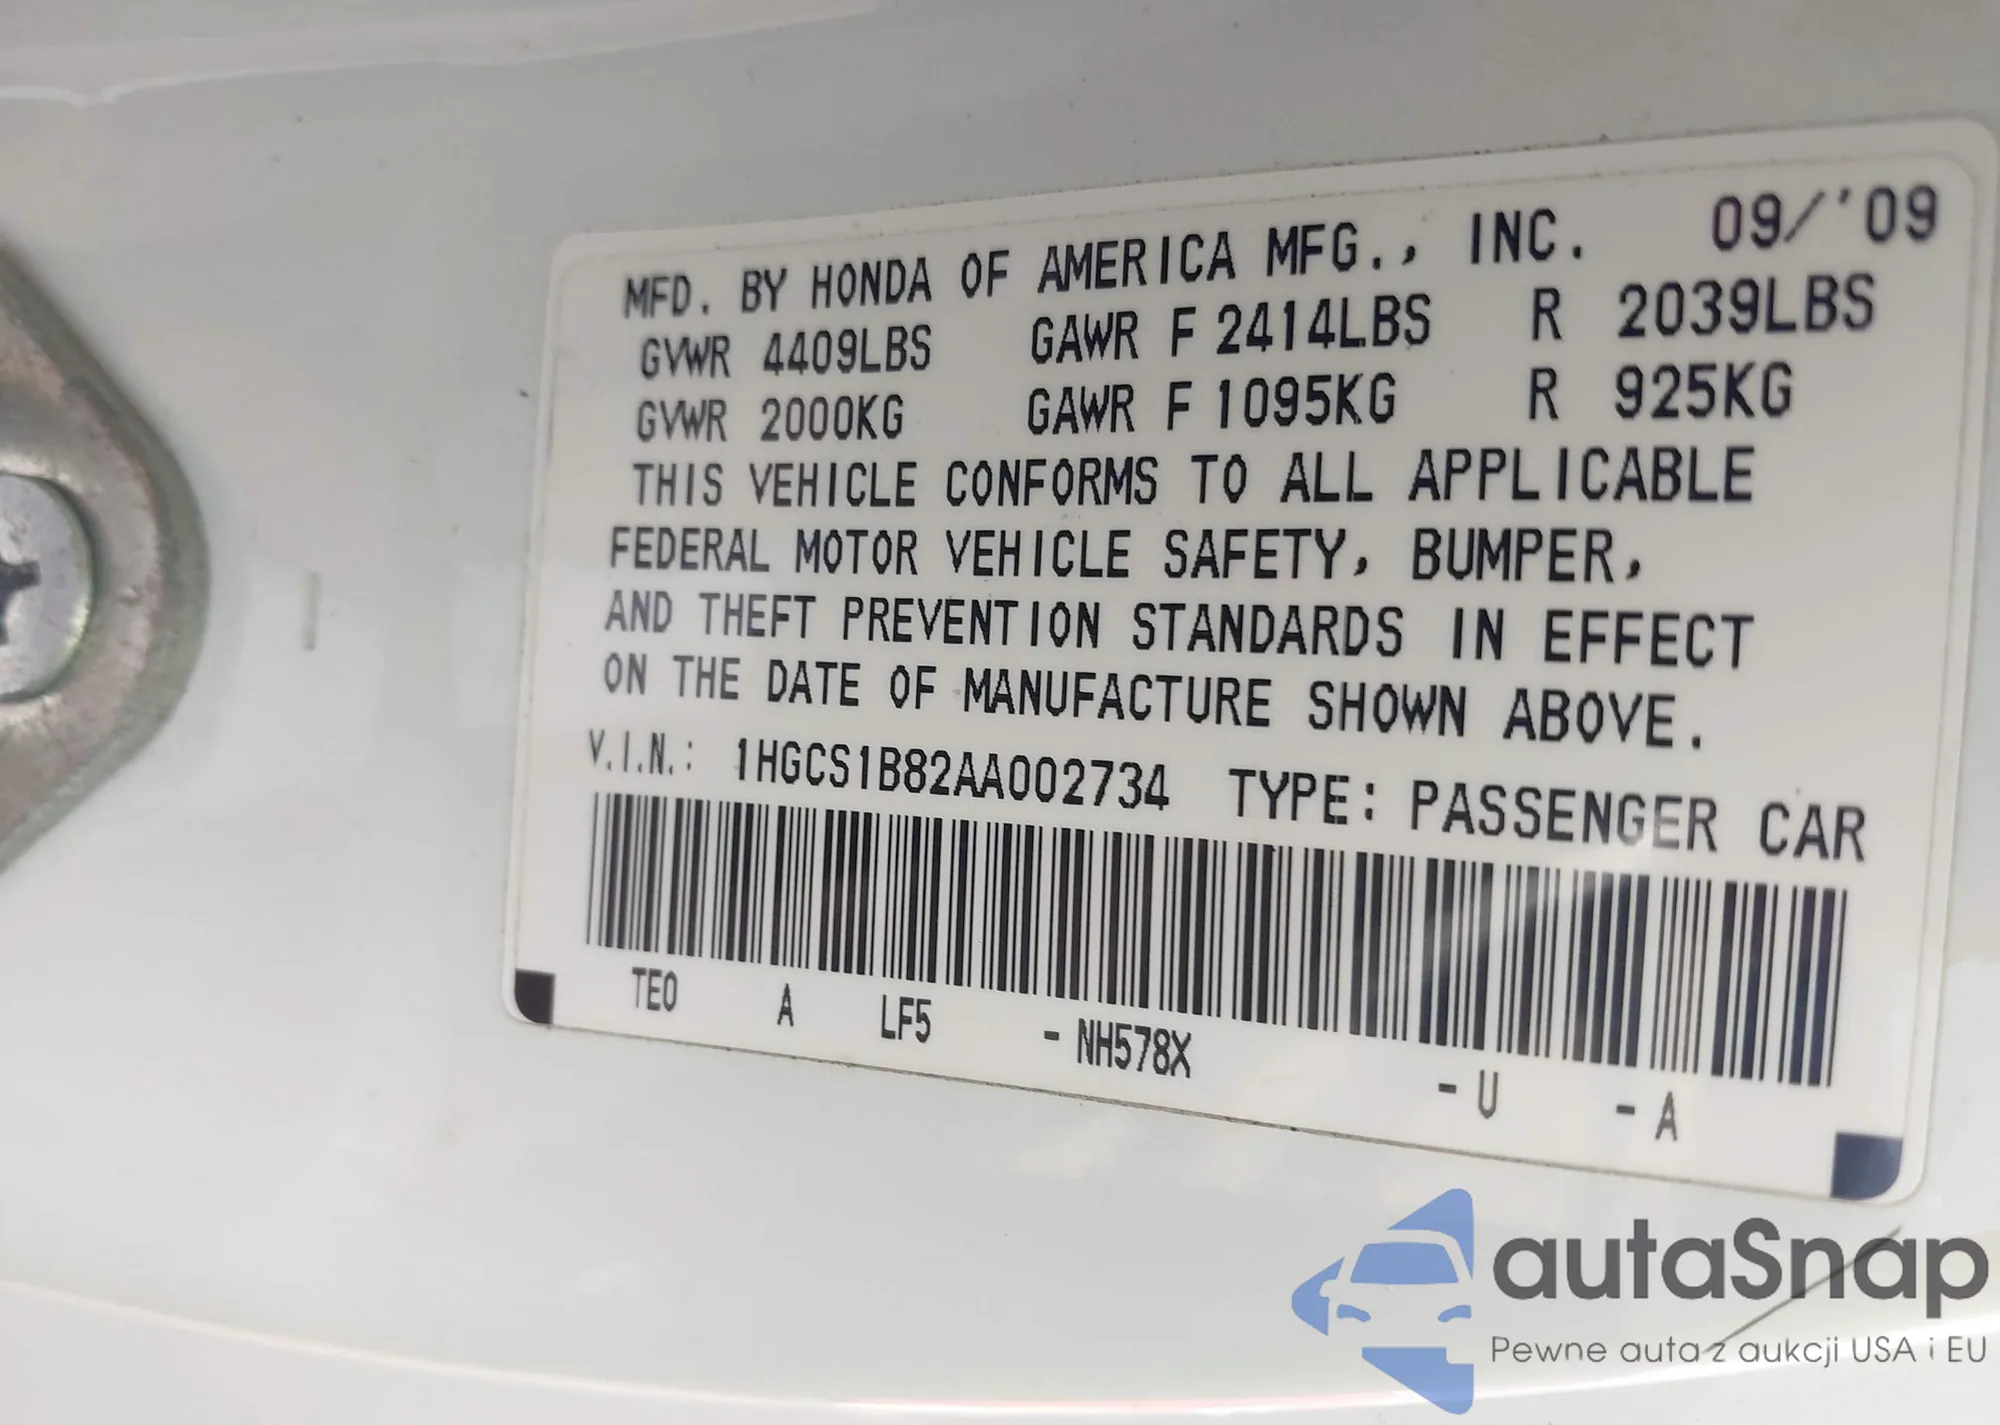 MFD. BY HONDA OF AMERICA MFG., INC. 09/'09
GVWR 4409LBS GAWR F 2414LBS R 2039LBS
GVWR 2000KG GAWR F 1095KG R 925KG
THIS VEHICLE CONFORMS TO ALL APPLICABLE
FEDERAL MOTOR VEHICLE SAFETY, BUMPER,
AND THEFT PREVENTION STANDARDS IN EFFECT
ON THE DATE OF MANUFACTURE SHOWN ABOVE.
V.I.N.: 1HGCS1B82AA002734 TYPE: PASSENGER CAR
TE0 A LF5 -NH578X -U -A
autaSnap
Pewne auta z aukcji USA i EU